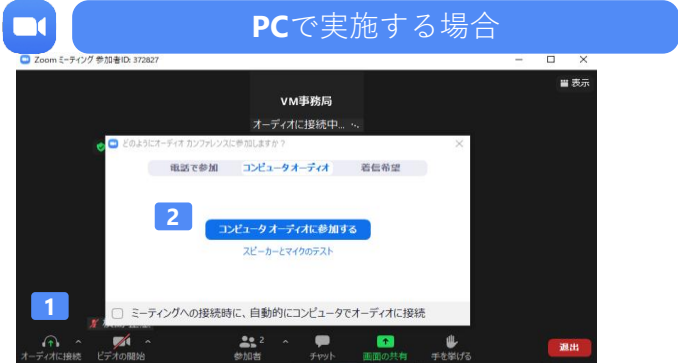 PCで実施する場合
Zoom ミーティング 参加者ID: 372827
表示
VM事務局
オーディオに接続中...
どのようにオーディオ カンファレンスに参加しますか?
電話で参加 コンピュータ オーディオ 着信希望
2
コンピュータ オーディオに参加する
スピーカーとマイクのテスト
1
ミーティングへの接続時に、自動的にコンピュータでオーディオに接続
オーディオに接続 ビデオの開始 参加者 2 チャット 画面の共有 手を挙げる 退出